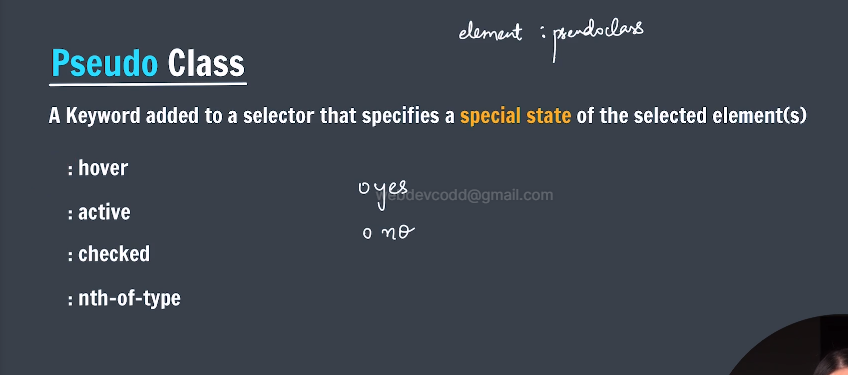 element : pseudoclass
Pseudo Class
A Keyword added to a selector that specifies a special state of the selected element(s)
: hover
o yes
webdevcodd@gmail.com
: active
o no
: checked
: nth-of-type